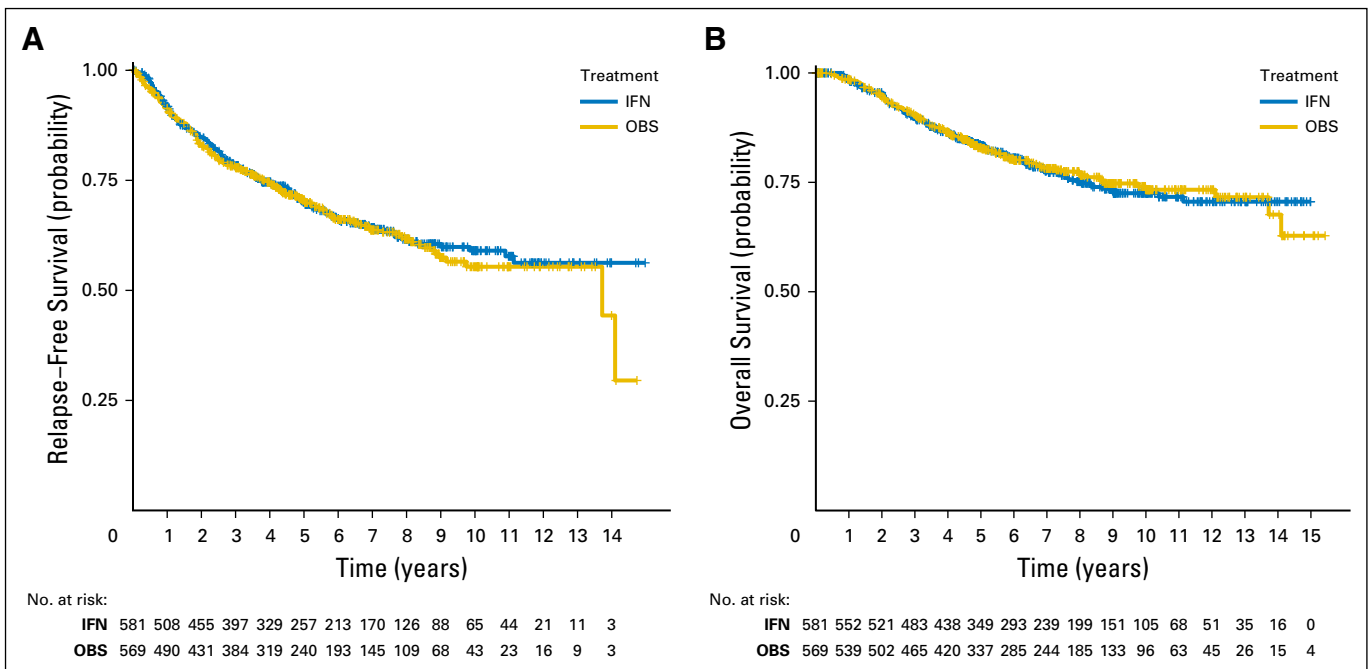 A
Relapse–Free Survival (probability)
1.00
0.75
0.50
0.25
Treatment
IFN
OBS
0 1 2 3 4 5 6 7 8 9 10 11 12 13 14
Time (years)
No. at risk:
IFN 581 508 455 397 329 257 213 170 126 88 65 44 21 11 3
OBS 569 490 431 384 319 240 193 145 109 68 43 23 16 9 3
B
Overall Survival (probability)
1.00
0.75
0.50
0.25
Treatment
IFN
OBS
0 1 2 3 4 5 6 7 8 9 10 11 12 13 14 15
Time (years)
No. at risk:
IFN 581 552 521 483 438 349 293 239 199 151 105 68 51 35 16 0
OBS 569 539 502 465 420 337 285 244 185 133 96 63 45 26 15 4